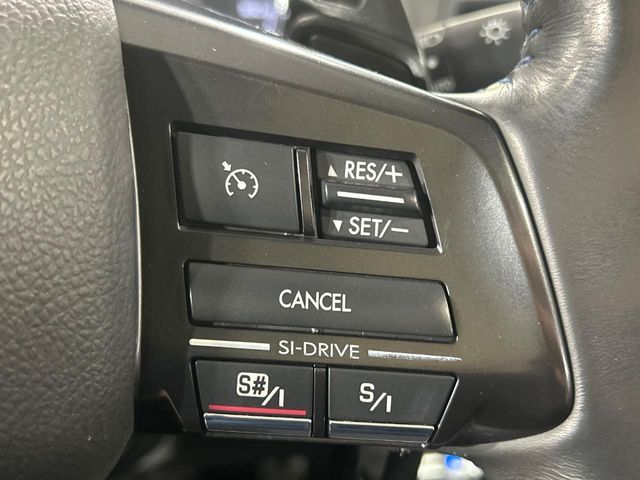 ▲ RES/+
▼ SET/−
CANCEL
SI-DRIVE
S#/I
S/I